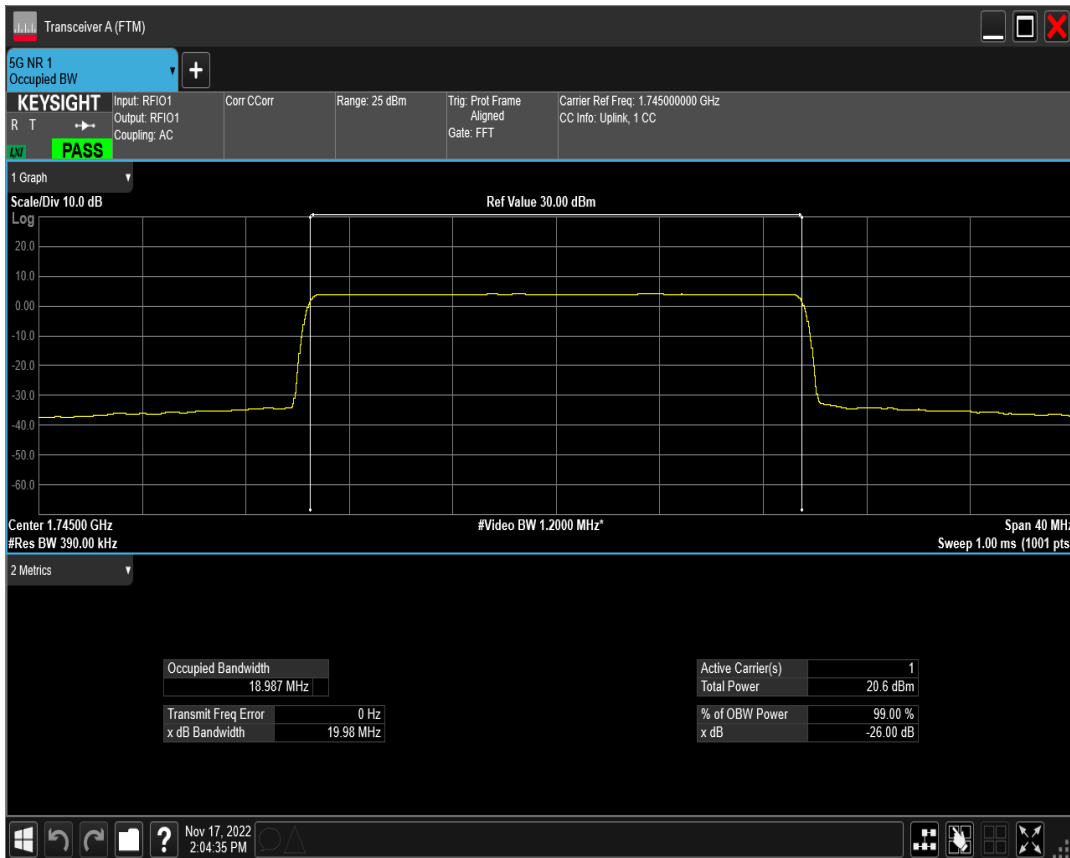 Transceiver A (FTM)
5G NR 1
Occupied BW
+
KEYSIGHT
R T
LXI
PASS
Input: RFIO1
Output: RFIO1
Coupling: AC
Corr CCorr
Range: 25 dBm
Trig: Prot Frame
Aligned
Gate: FFT
Carrier Ref Freq: 1.745000000 GHz
CC Info: Uplink, 1 CC
1 Graph
Scale/Div 10.0 dB
Ref Value 30.00 dBm
Log
20.0
10.0
0.00
-10.0
-20.0
-30.0
-40.0
-50.0
-60.0
Center 1.74500 GHz
#Video BW 1.2000 MHz*
Span 40 MHz
#Res BW 390.00 kHz
Sweep 1.00 ms (1001 pts
2 Metrics
Occupied Bandwidth
18.987 MHz
Transmit Freq Error 0 Hz
x dB Bandwidth 19.98 MHz
Active Carrier(s) 1
Total Power 20.6 dBm
% of OBW Power 99.00 %
x dB -26.00 dB
?
Nov 17, 2022
2:04:35 PM